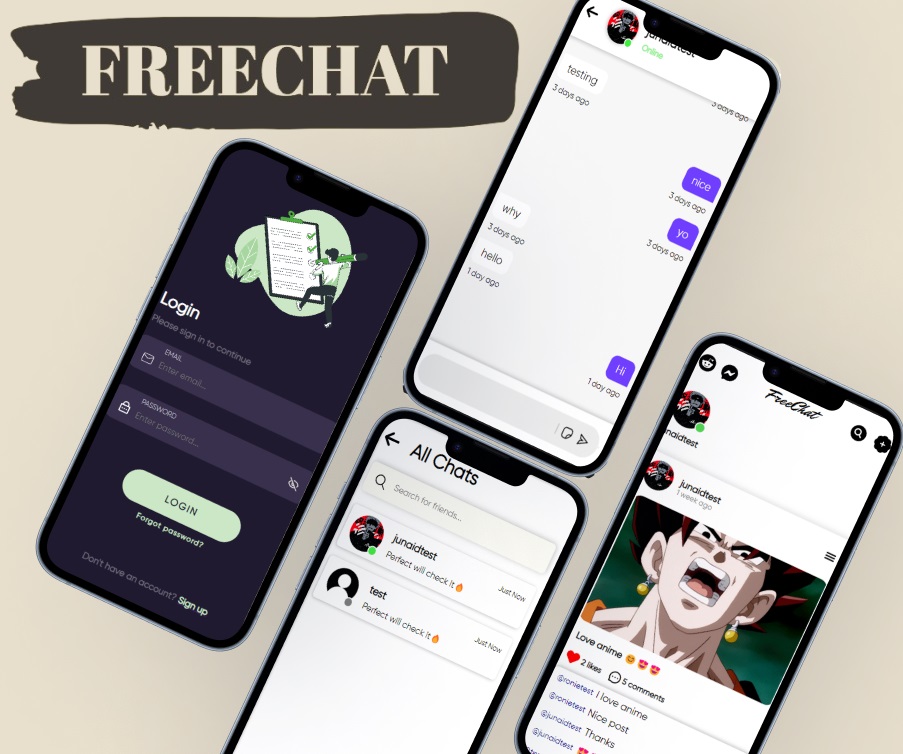 FREECHAT
junaidtest
Online
testing
3 days ago
3 days ago
nice
3 days ago
yo
3 days ago
why
3 days ago
hello
1 day ago
Hi
1 day ago
Login
Please sign in to continue
EMAIL
Enter email...
PASSWORD
Enter password...
LOGIN
Forgot password?
Don't have an account? Sign up
All Chats
Search for friends...
junaidtest
Perfect will check it🔥
Just Now
test
Perfect will check it🔥
Just Now
FreeChat
naidtest
junaidtest
1 week ago
Love anime 😍😍😍
2 likes
5 comments
@ronietest I love anime
@ronietest Nice post
@junaidtest Thanks
@junaidtest